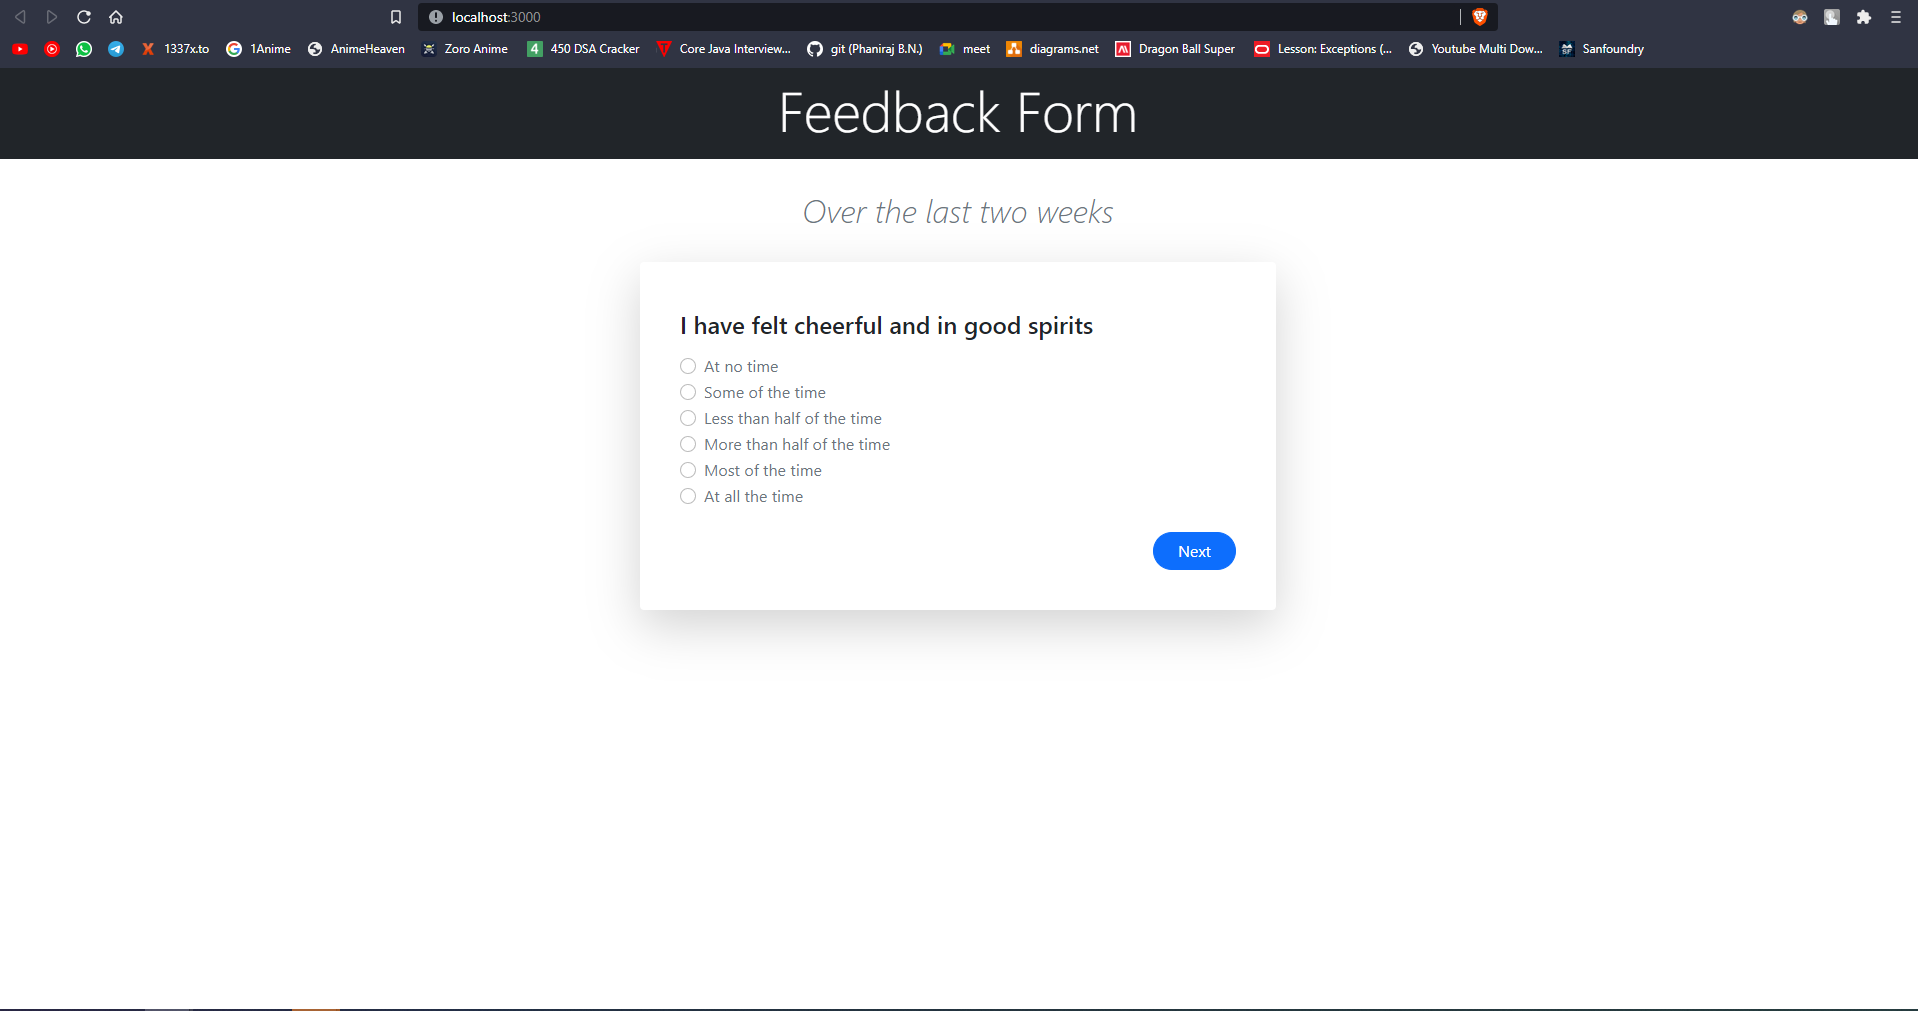 localhost:3000
1337x.to 1Anime AnimeHeaven Zoro Anime 4 450 DSA Cracker Core Java Interview... git (Phaniraj B.N.) meet diagrams.net Dragon Ball Super Lesson: Exceptions (... Youtube Multi Dow... SF Sanfoundry
Feedback Form
Over the last two weeks
I have felt cheerful and in good spirits
At no time
Some of the time
Less than half of the time
More than half of the time
Most of the time
At all the time
Next